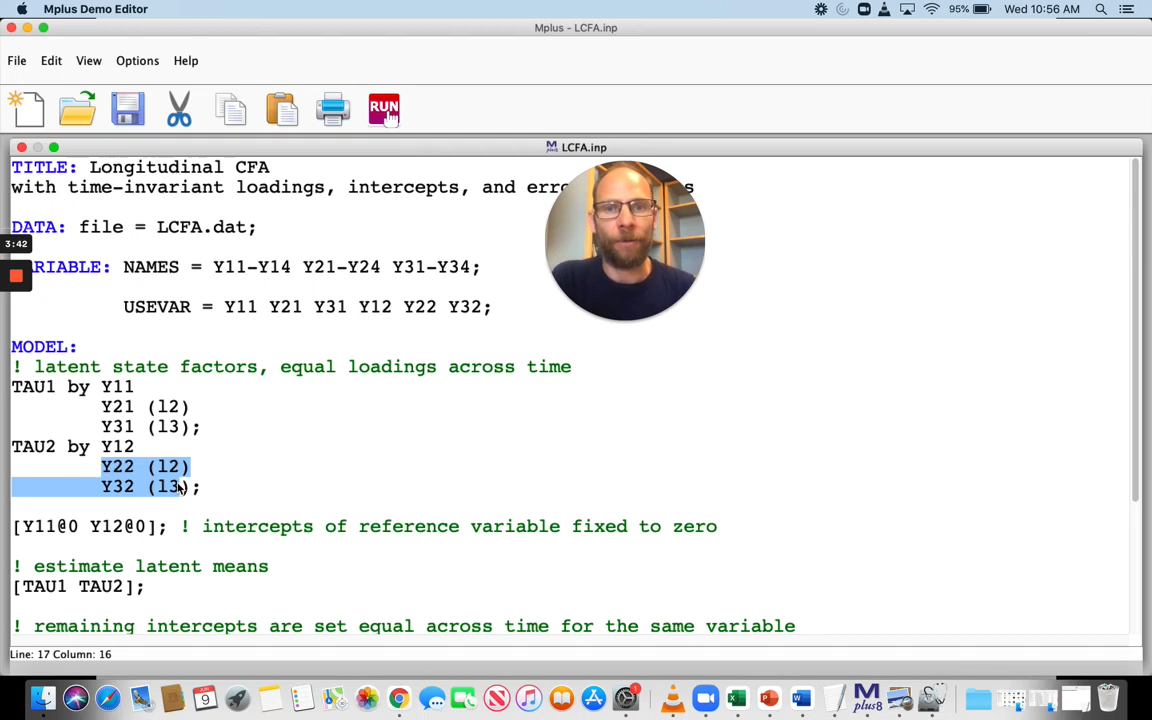 Mplus Demo Editor
95%
Wed 10:56 AM
Mplus - LCFA.inp
File Edit View Options Help
RUN
LCFA.inp
TITLE: Longitudinal CFA
with time-invariant loadings, intercepts, and erro s
DATA: file = LCFA.dat;
3:42
ARIABLE: NAMES = Y11-Y14 Y21-Y24 Y31-Y34;
USEVAR = Y11 Y21 Y31 Y12 Y22 Y32;
MODEL:
! latent state factors, equal loadings across time
TAU1 by Y11
Y21 (l2)
Y31 (l3);
TAU2 by Y12
Y22 (l2)
Y32 (l3);
[Y11@0 Y12@0]; ! intercepts of reference variable fixed to zero
! estimate latent means
[TAU1 TAU2];
! remaining intercepts are set equal across time for the same variable
Line: 17 Column: 16
JUN
9
1
M
plus8